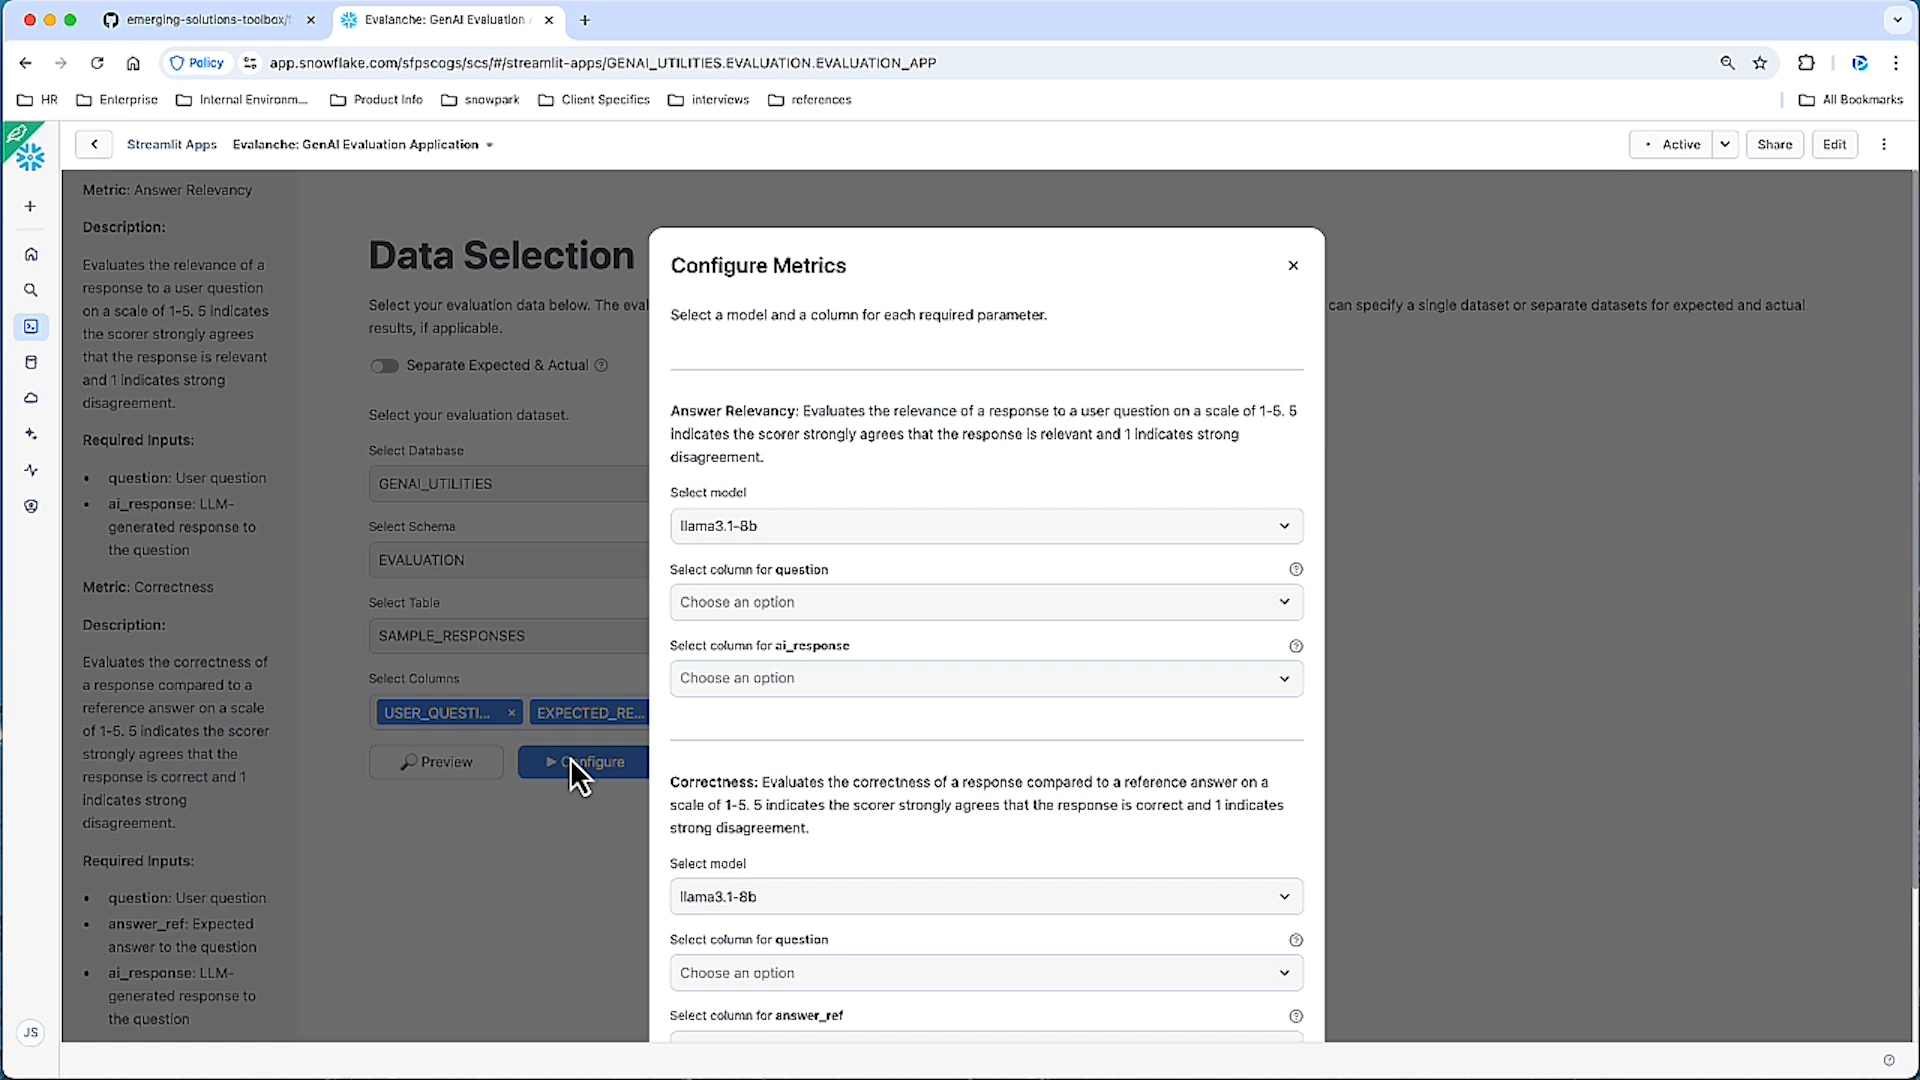 emerging-solutions-toolbox/
Evalanche: GenAI Evaluation
Policy
app.snowflake.com/sfpscogs/scs/#/streamlit-apps/GENAI_UTILITIES.EVALUATION.EVALUATION_APP
HR
Enterprise
Internal Environm...
Product Info
snowpark
Client Specifics
interviews
references
All Bookmarks
Streamlit Apps
Evalanche: GenAI Evaluation Application
Active
Share
Edit
Metric: Answer Relevancy
Description:
Evaluates the relevance of a
response to a user question
on a scale of 1-5. 5 indicates
the scorer strongly agrees
that the response is relevant
and 1 indicates strong
disagreement.
Required Inputs:
• question: User question
• ai_response: LLM-
generated response to
the question
Metric: Correctness
Description:
Evaluates the correctness of
a response compared to a
reference answer on a scale
of 1-5. 5 indicates the scorer
strongly agrees that the
response is correct and 1
indicates strong
disagreement.
Required Inputs:
• question: User question
• answer_ref: Expected
answer to the question
• ai_response: LLM-
generated response to
the question
JS
Data Selection
Select your evaluation data below. The eval
can specify a single dataset or separate datasets for expected and actual
results, if applicable.
Separate Expected & Actual
Select your evaluation dataset.
Select Database
GENAI_UTILITIES
Select Schema
EVALUATION
Select Table
SAMPLE_RESPONSES
Select Columns
USER_QUESTI... ×
EXPECTED_RE...
Preview
Configure
Configure Metrics
Select a model and a column for each required parameter.
Answer Relevancy: Evaluates the relevance of a response to a user question on a scale of 1-5. 5
indicates the scorer strongly agrees that the response is relevant and 1 indicates strong
disagreement.
Select model
llama3.1-8b
Select column for question
Choose an option
Select column for ai_response
Choose an option
Correctness: Evaluates the correctness of a response compared to a reference answer on a
scale of 1-5. 5 indicates the scorer strongly agrees that the response is correct and 1 indicates
strong disagreement.
Select model
llama3.1-8b
Select column for question
Choose an option
Select column for answer_ref